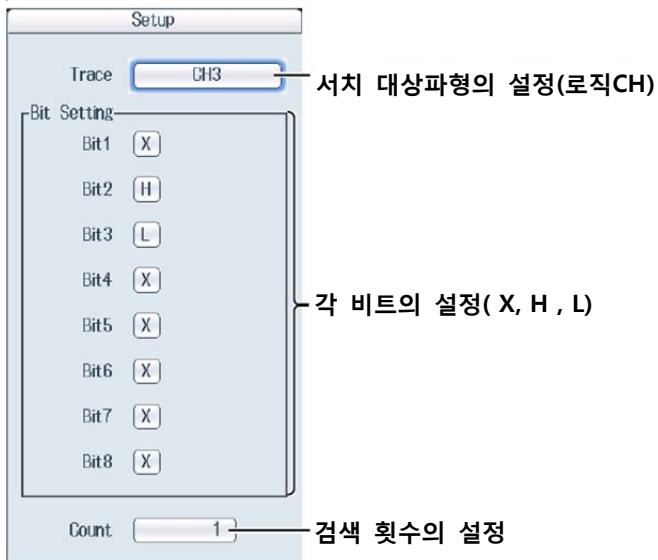 Setup
Trace CH3 서치 대상파형의 설정(로직CH)
Bit Setting
Bit1 X
Bit2 H
Bit3 L
Bit4 X
각 비트의 설정( X, H , L)
Bit5 X
Bit6 X
Bit7 X
Bit8 X
Count 1 검색 횟수의 설정